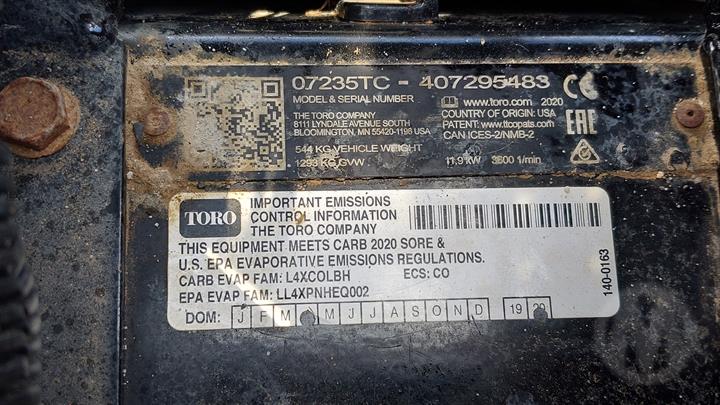 07235TC - 407295483
MODEL & SERIAL NUMBER
THE TORO COMPANY
8111 LYNDALE AVENUE SOUTH
BLOOMINGTON, MN 55420-1196 USA
544 KG VEHICLE WEIGHT
1293 KG GVW
www.toro.com 2020
COUNTRY OF ORIGIN: USA
PATENT: www.ttcopats.com
CAN ICES-2/NMB-2
11.9 kW 3600 1/min
CE
EAC
TORO
IMPORTANT EMISSIONS
CONTROL INFORMATION
THE TORO COMPANY
THIS EQUIPMENT MEETS CARB 2020 SORE &
U.S. EPA EVAPORATIVE EMISSIONS REGULATIONS.
CARB EVAP FAM: L4XCOLBH ECS: CO
EPA EVAP FAM: LL4XPNHEQ002
DOM: J F M M J J A S O N D 19 20
140-0163